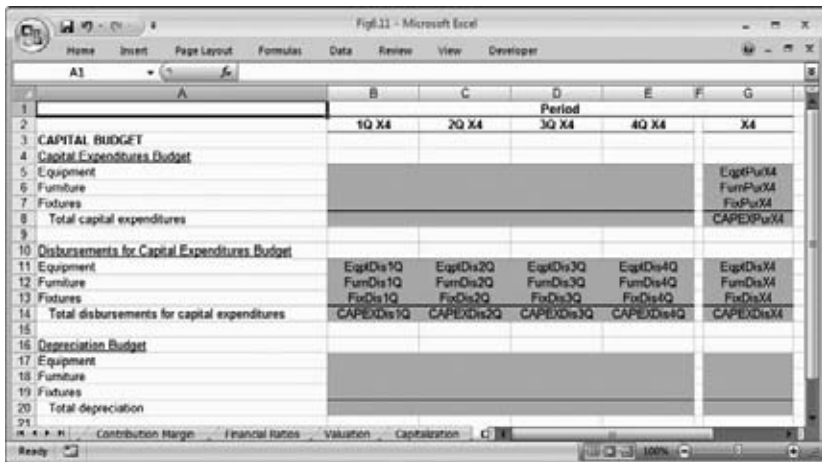 Fig6.11 - Microsoft Excel
Home Insert Page Layout Formulas Data Review View Developer
A1 fx
A B C D E F G
1 Period
2 1Q X4 2Q X4 3Q X4 4Q X4 X4
3 CAPITAL BUDGET
4 Capital Expenditures Budget
5 Equipment EqptPurX4
6 Furniture FurnPurX4
7 Fixtures FixPurX4
8 Total capital expenditures CAPEXPurX4
9
10 Disbursements for Capital Expenditures Budget
11 Equipment EqptDis1Q EqptDis2Q EqptDis3Q EqptDis4Q EqptDisX4
12 Furniture FurnDis1Q FurnDis2Q FurnDis3Q FurnDis4Q FurnDisX4
13 Fixtures FixDis1Q FixDis2Q FixDis3Q FixDis4Q FixDisX4
14 Total disbursements for capital expenditures CAPEXDis1Q CAPEXDis2Q CAPEXDis3Q CAPEXDis4Q CAPEXDisX4
15
16 Depreciation Budget
17 Equipment
18 Furniture
19 Fixtures
20 Total depreciation
21
Contribution Margin Financial Ratios Valuation Capitalization
Ready 100%